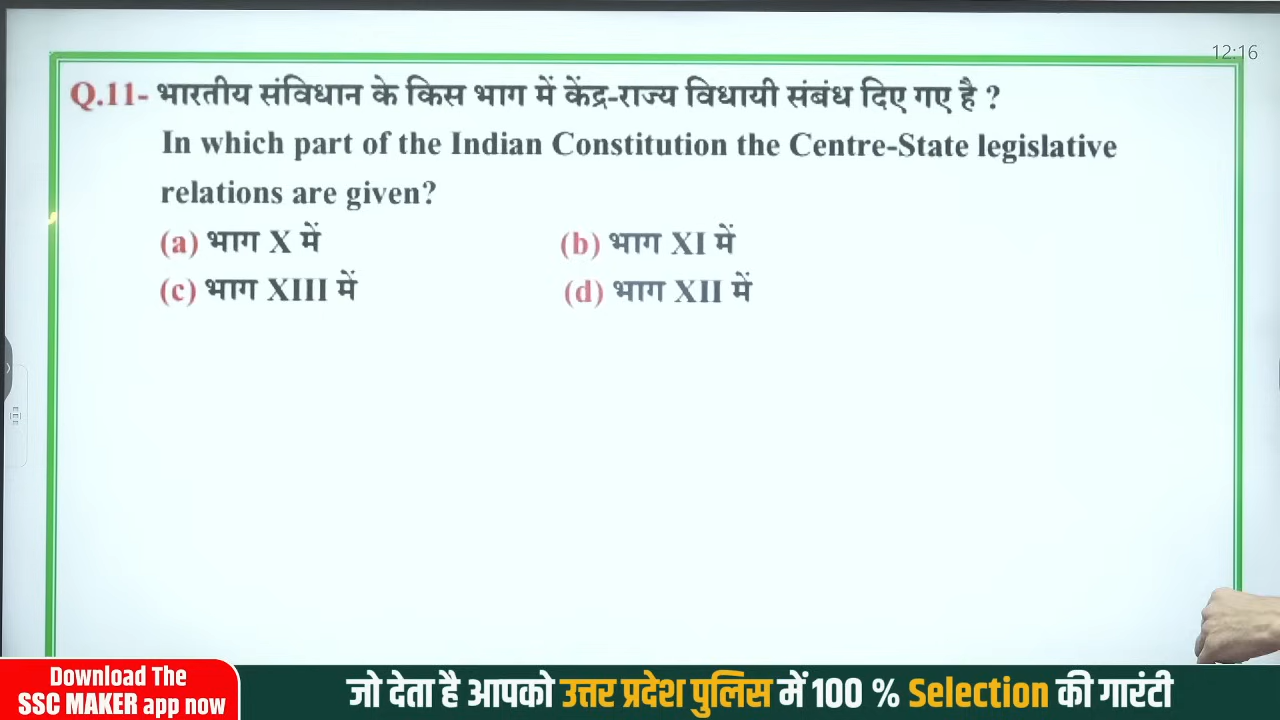 12:16
Q.11- भारतीय संविधान के किस भाग में केंद्र-राज्य विधायी संबंध दिए गए है ?
In which part of the Indian Constitution the Centre-State legislative
relations are given?
(a) भाग X में
(b) भाग XI में
(c) भाग XIII में
(d) भाग XII में
Download The
SSC MAKER app now
जो देता है आपको उत्तर प्रदेश पुलिस में 100 % Selection की गारंटी